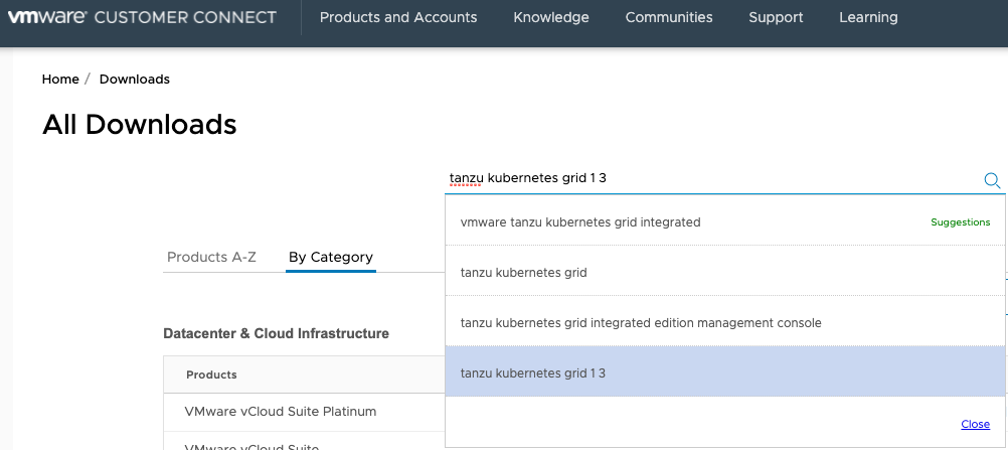 vmware CUSTOMER CONNECT
Products and Accounts
Knowledge
Communities
Support
Learning
Home / Downloads
All Downloads
tanzu kubernetes grid 1 3
vmware tanzu kubernetes grid integrated
Suggestions
tanzu kubernetes grid
tanzu kubernetes grid integrated edition management console
tanzu kubernetes grid 1 3
Close
Products A-Z
By Category
Datacenter & Cloud Infrastructure
Products
VMware vCloud Suite Platinum
VMware vCloud Suite